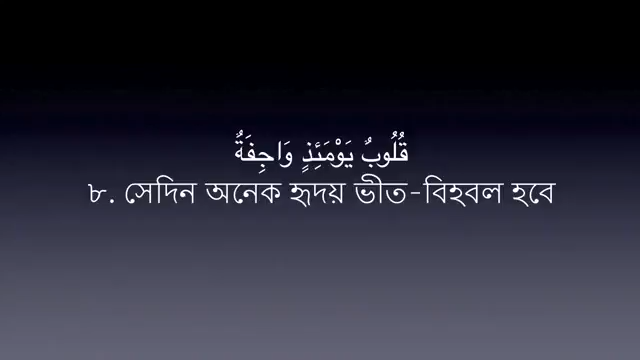 قُلُوبٌ يَوْمَئِذٍ وَاجِفَةٌ
৮. সেদিন অনেক হৃদয় ভীত-বিহবল হবে